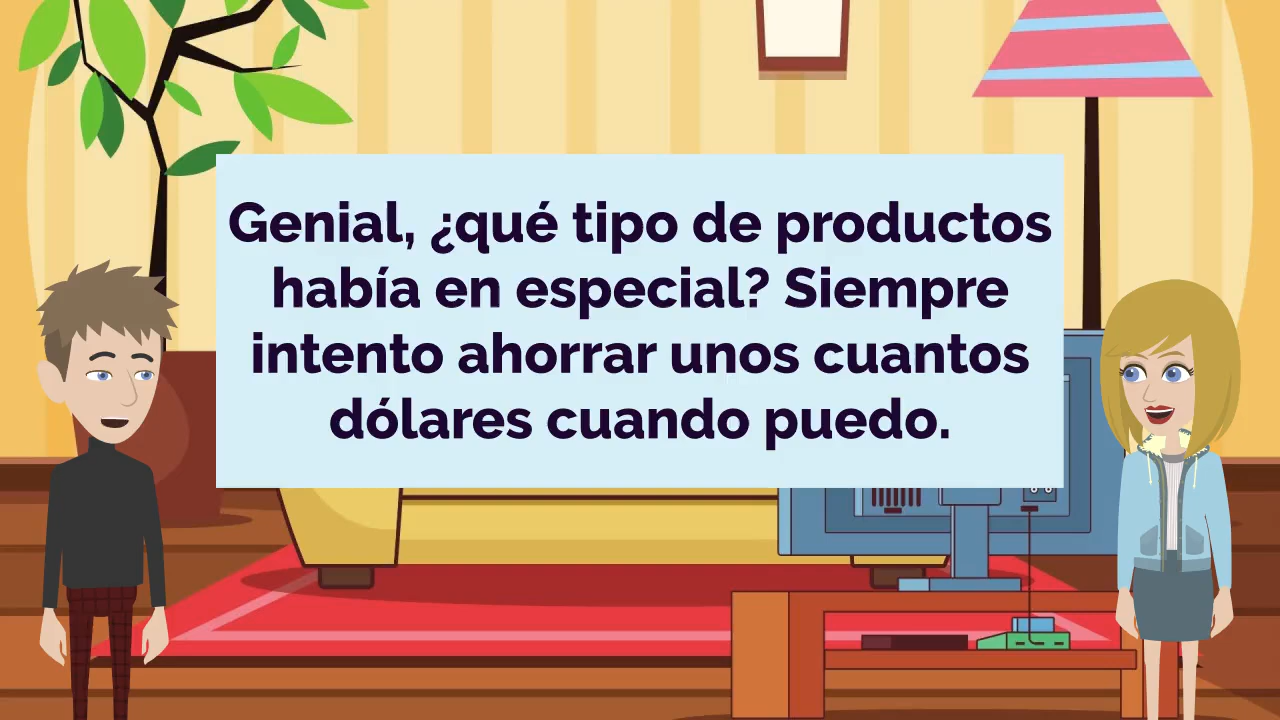 Genial, ¿qué tipo de productos
había en especial? Siempre
intento ahorrar unos cuantos
dólares cuando puedo.